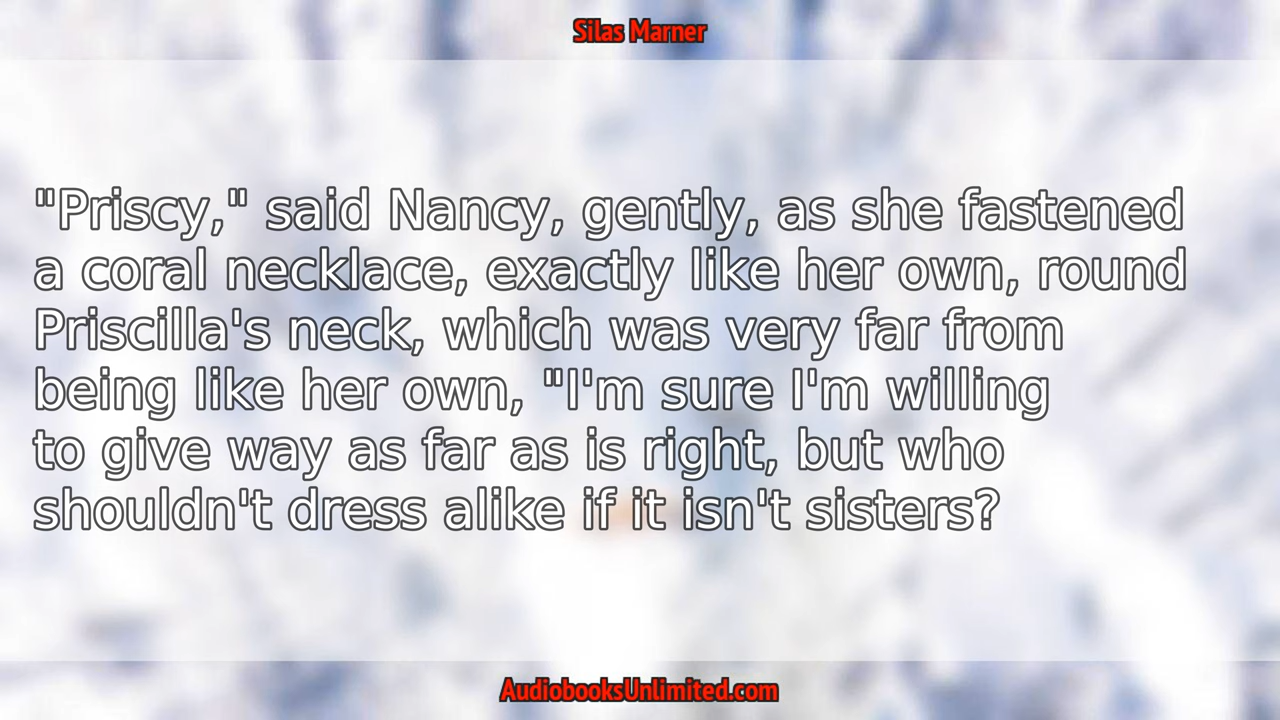 Silas Marner
"Priscy," said Nancy, gently, as she fastened
a coral necklace, exactly like her own, round
Priscilla's neck, which was very far from
being like her own, "I'm sure I'm willing
to give way as far as is right, but who
shouldn't dress alike if it isn't sisters?
AudiobooksUnlimited.com